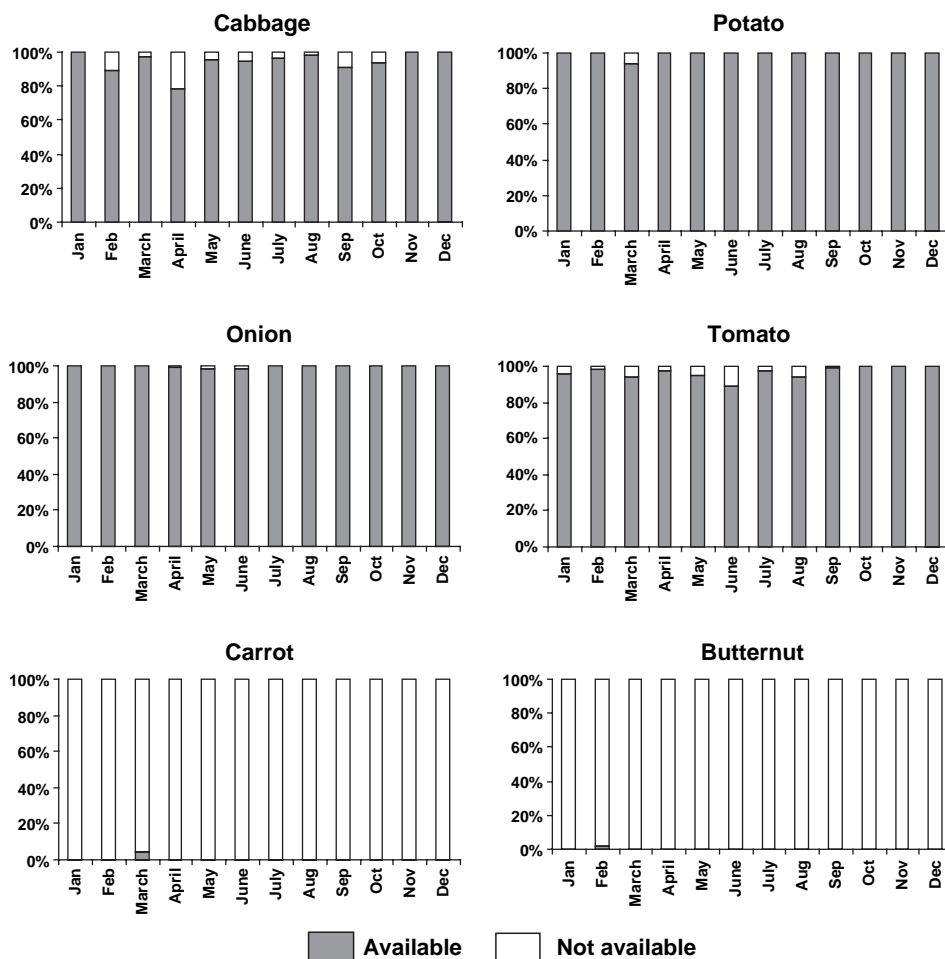 Cabbage
100%
80%
60%
40%
20%
0%
Jan
Feb
March
April
May
June
July
Aug
Sep
Oct
Nov
Dec
Potato
100%
80%
60%
40%
20%
0%
Jan
Feb
March
April
May
June
July
Aug
Sep
Oct
Nov
Dec
Onion
100%
80%
60%
40%
20%
0%
Jan
Feb
March
April
May
June
July
Aug
Sep
Oct
Nov
Dec
Tomato
100%
80%
60%
40%
20%
0%
Jan
Feb
March
April
May
June
July
Aug
Sep
Oct
Nov
Dec
Carrot
100%
80%
60%
40%
20%
0%
Jan
Feb
March
April
May
June
July
Aug
Sep
Oct
Nov
Dec
Butternut
100%
80%
60%
40%
20%
0%
Jan
Feb
March
April
May
June
July
Aug
Sep
Oct
Nov
Dec
Available
Not available